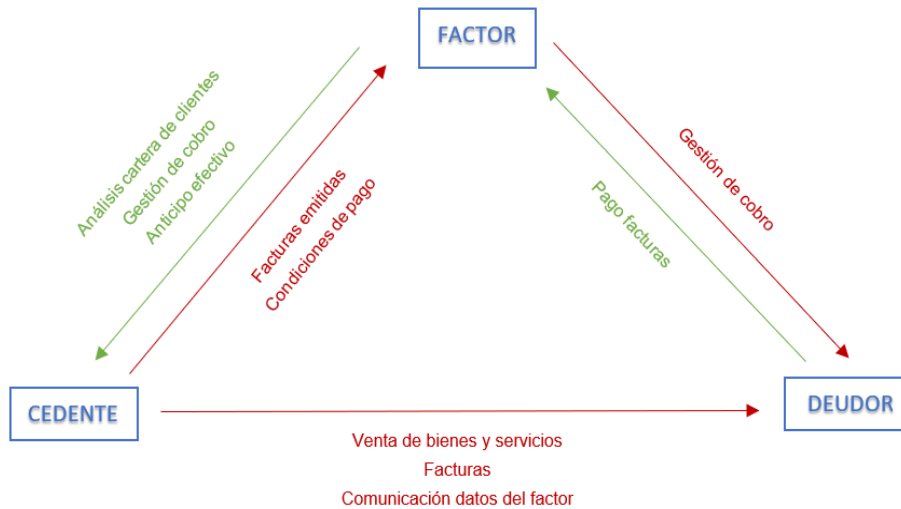 FACTOR
Análisis cartera de clientes
Gestión de cobro
Anticipo efectivo
Facturas emitidas
Condiciones de pago
Gestión de cobro
Pago facturas
CEDENTE
DEUDOR
Venta de bienes y servicios
Facturas
Comunicación datos del factor